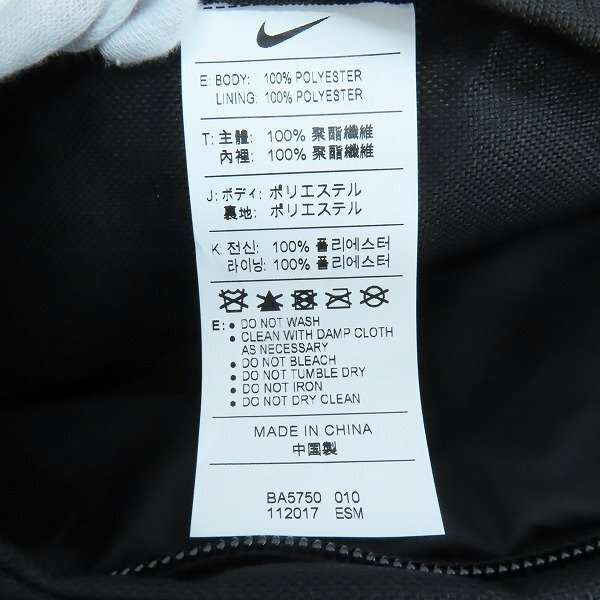 E: BODY: 100% POLYESTER
LINING: 100% POLYESTER
T: 主體: 100% 聚酯纖維
內裡: 100% 聚酯纖維
J: ボディ: ポリエステル
裏地: ポリエステル
K: 전신: 100% 폴리에스터
라이닝: 100% 폴리에스터
E: • DO NOT WASH
• CLEAN WITH DAMP CLOTH
AS NECESSARY
• DO NOT BLEACH
• DO NOT TUMBLE DRY
• DO NOT IRON
• DO NOT DRY CLEAN
MADE IN CHINA
中国製
BA5750 010
112017 ESM